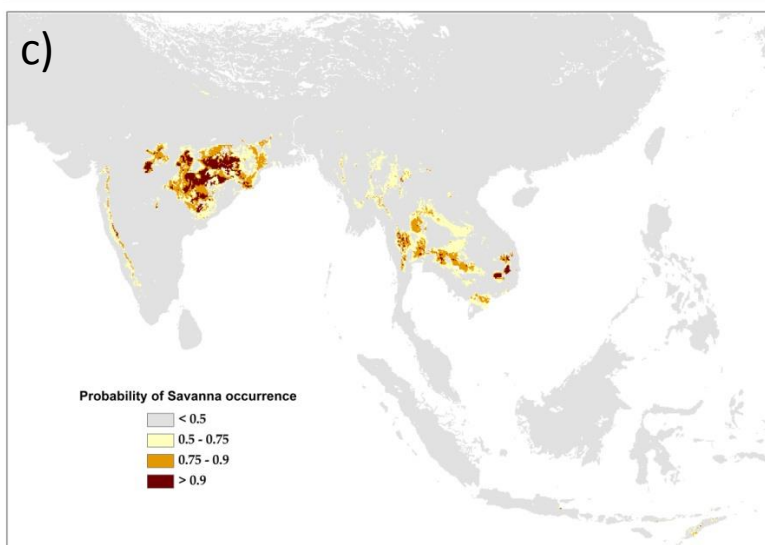 c)
Probability of Savanna occurrence
< 0.5
0.5 - 0.75
0.75 - 0.9
> 0.9